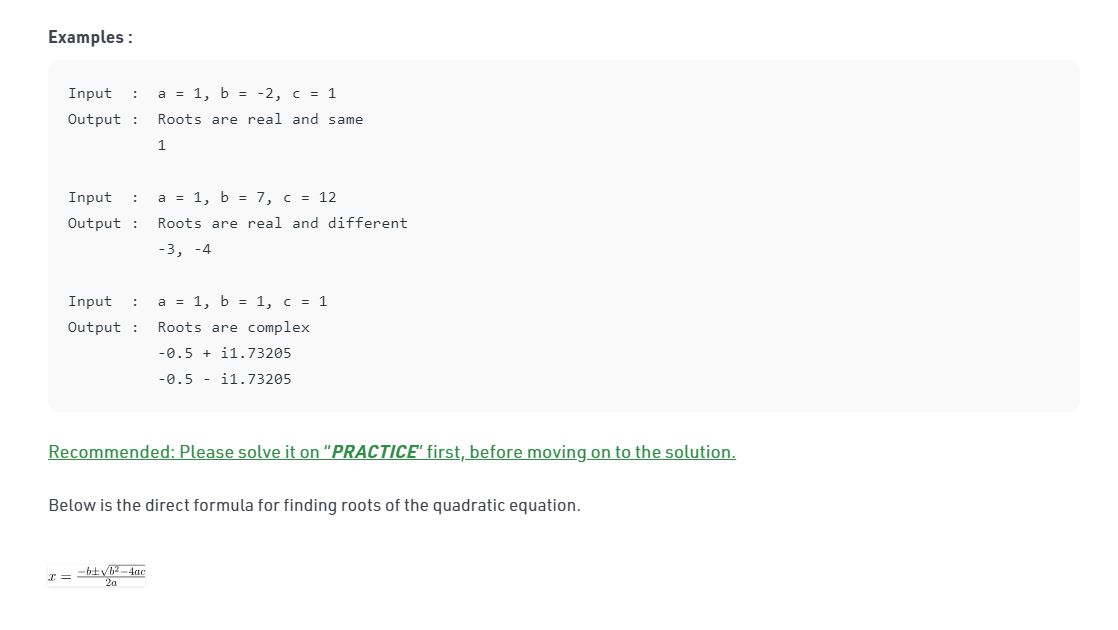 Examples :
Input  :  a = 1, b = -2, c = 1
Output :  Roots are real and same
1
Input  :  a = 1, b = 7, c = 12
Output :  Roots are real and different
-3, -4
Input  :  a = 1, b = 1, c = 1
Output :  Roots are complex
-0.5 + i1.73205
-0.5 - i1.73205
Recommended: Please solve it on “PRACTICE” first, before moving on to the solution.
Below is the direct formula for finding roots of the quadratic equation.
x = \frac{-b±\sqrt{b^2-4ac}}{2a}